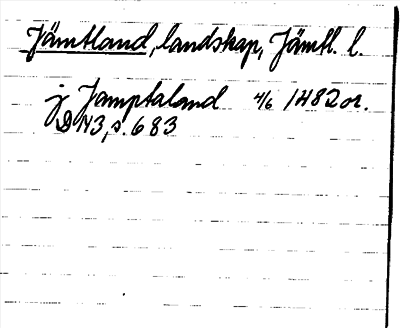 Jämtland, landskap, Jämtl. l.
j Jamptaland 4/6 1482 or.
DN3, s. 683